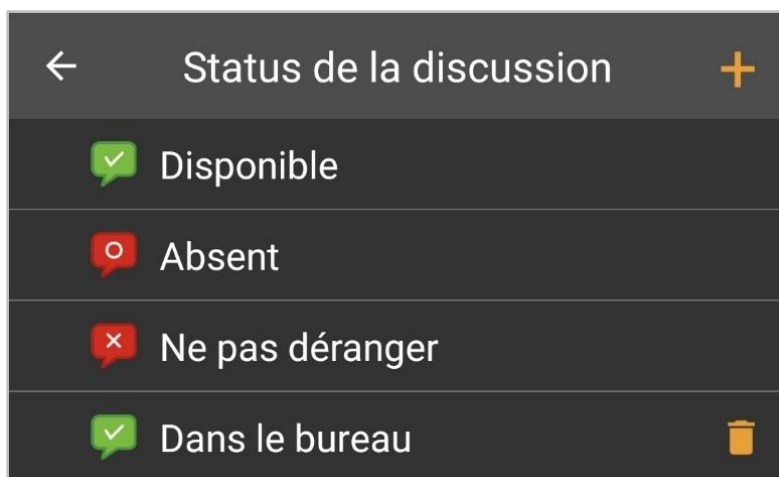 Status de la discussion
Disponible
Absent
Ne pas déranger
Dans le bureau